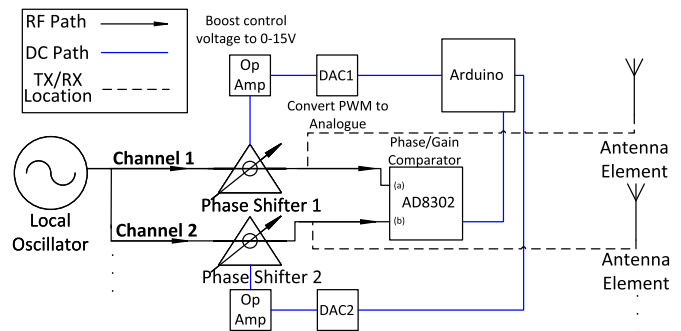 RF Path
DC Path
TX/RX
Location
Boost control
voltage to 0-15V
Op
Amp
DAC1
Arduino
Convert PWM to
Analogue
Channel 1
Phase/Gain
Comparator
Antenna
Element
(a)
AD8302
(b)
Phase Shifter 1
Local
Oscillator
Channel 2
Phase Shifter 2
Antenna
Element
Op
Amp
DAC2